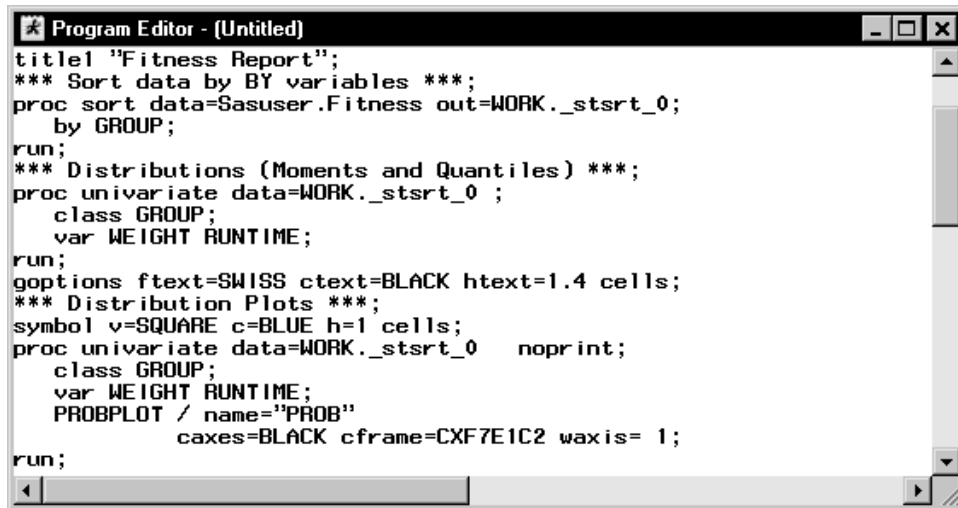 Program Editor - (Untitled)
title1 "Fitness Report";
*** Sort data by BY variables ***;
proc sort data=Sasuser.Fitness out=WORK._stsrt_0;
   by GROUP;
run;
*** Distributions (Moments and Quantiles) ***;
proc univariate data=WORK._stsrt_0 ;
   class GROUP;
   var WEIGHT RUNTIME;
run;
goptions ftext=SWISS ctext=BLACK htext=1.4 cells;
*** Distribution Plots ***;
symbol v=SQUARE c=BLUE h=1 cells;
proc univariate data=WORK._stsrt_0   noprint;
   class GROUP;
   var WEIGHT RUNTIME;
   PROBPLOT / name="PROB"
             caxes=BLACK cframe=CXF7E1C2 waxis= 1;
run;